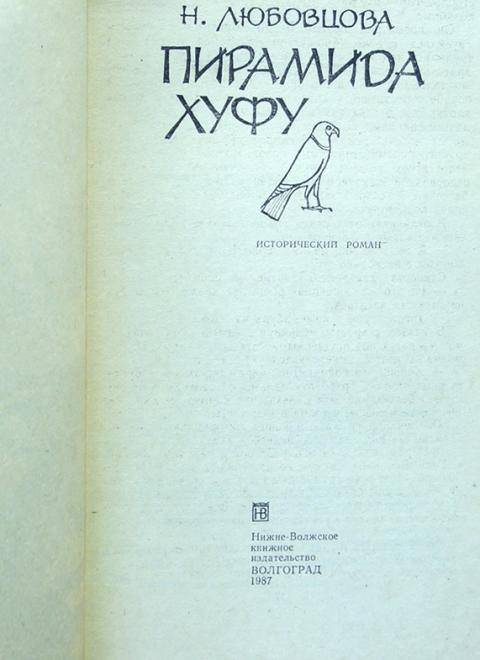 Н. ЛЮБОВЦОВА
ПИРАМИДА
ХУФУ
ИСТОРИЧЕСКИЙ РОМАН
НВ
Нижне-Волжское
книжное
издательство
ВОЛГОГРАД
1987